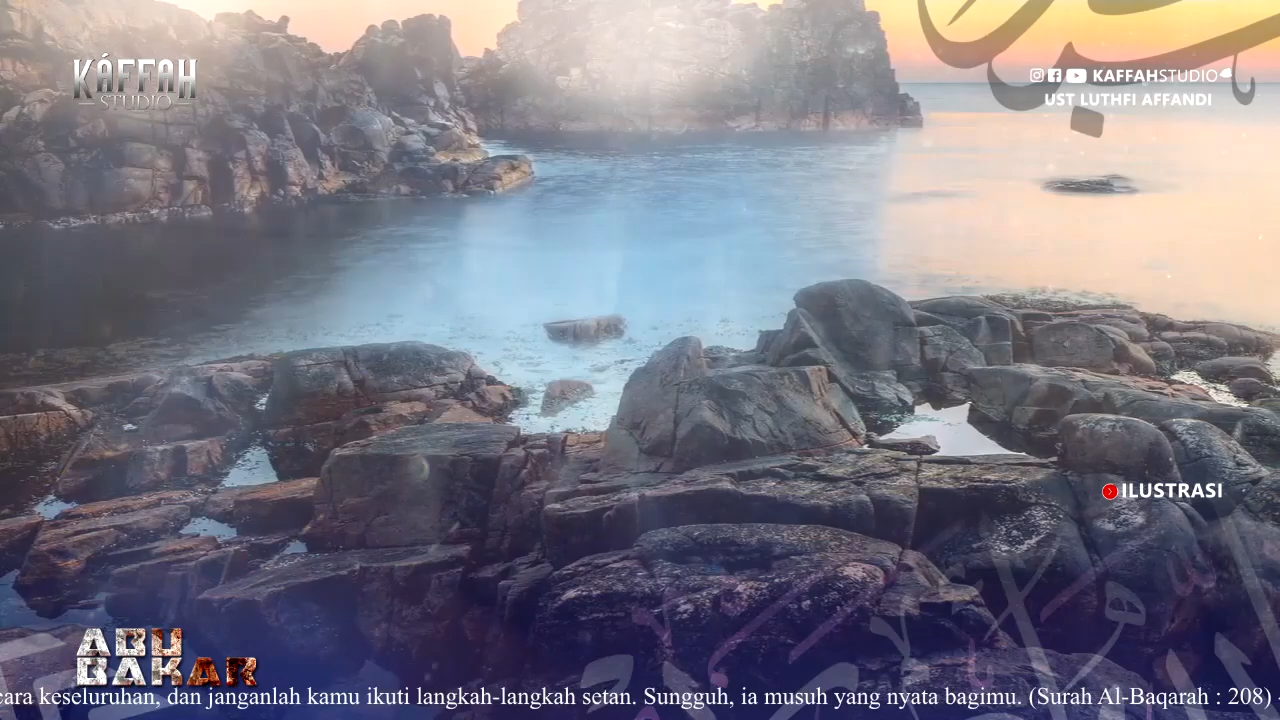 KÁFFAH
STUDIO
KAFFAHSTUDIO
UST LUTHFI AFFANDI
ILUSTRASI
ABU
BAKAR
cara keseluruhan, dan janganlah kamu ikuti langkah-langkah setan. Sungguh, ia musuh yang nyata bagimu. (Surah Al-Baqarah : 208)